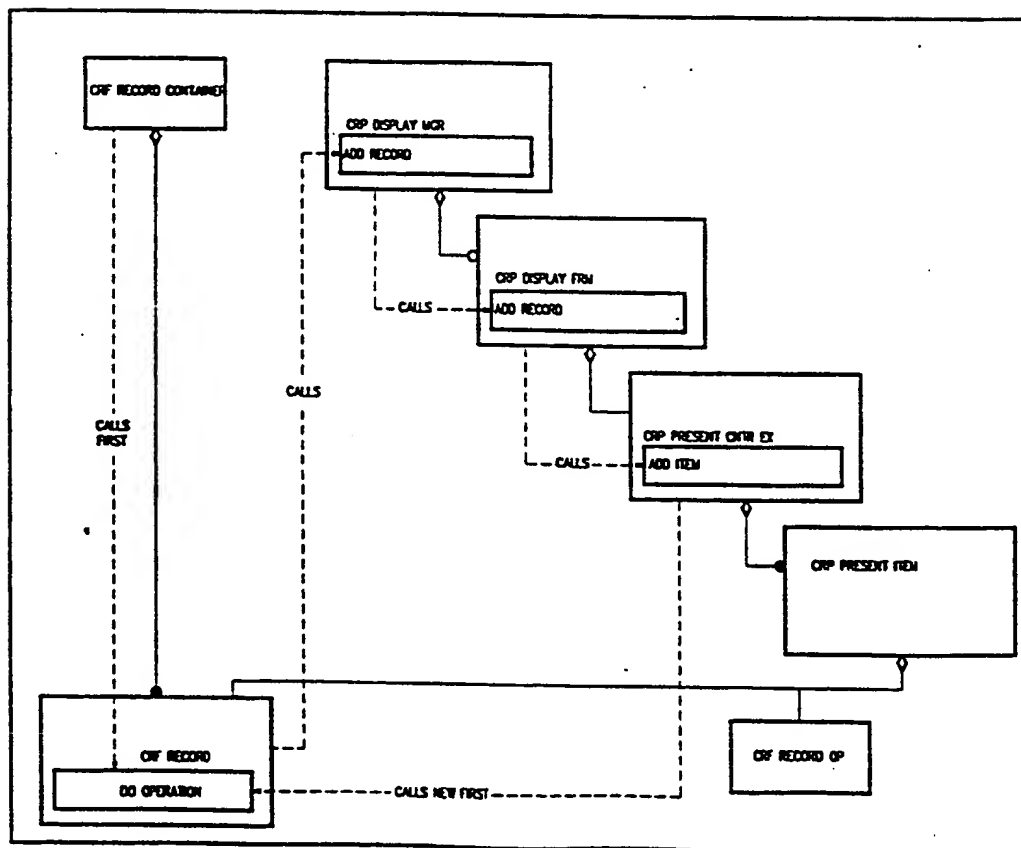 CRF RECORD CONTAINER
CRP DISPLAY MGR
ADD RECORD
CRP DISPLAY FRM
CALLS
ADD RECORD
CALLS
CRP PRESENT CNTR EX
CALLS
FIRST
CALLS
ADD ITEM
CRP PRESENT ITEM
CRF RECORD
CRF RECORD OP
DO OPERATION
CALLS NEW FIRST